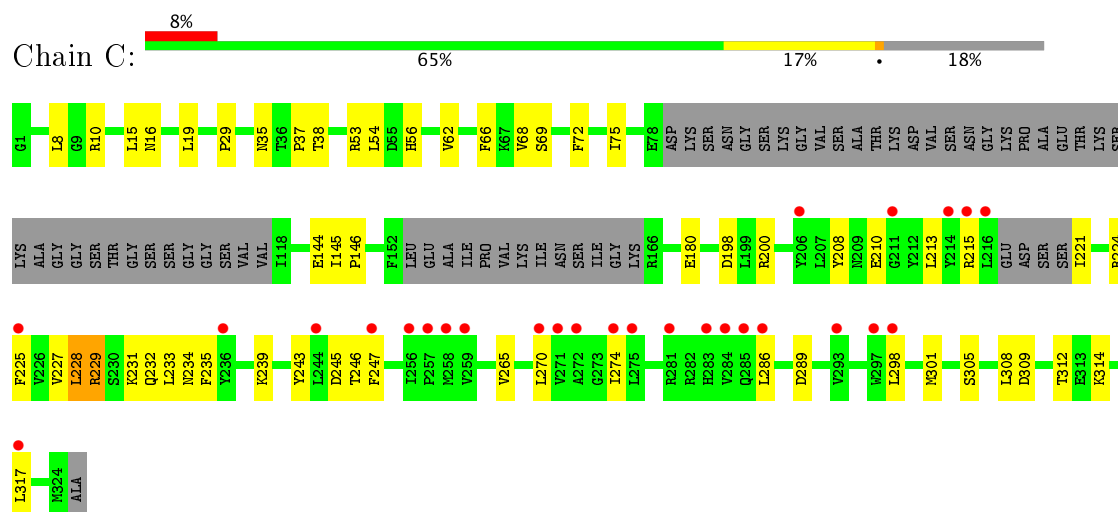 8%
Chain C:
65% 17% • 18%
G1 L8 G9 R10 L15 N16 L19 P29 N35 T36 P37 T38 R53 L54 D55 H56 V62 F66 K67 V68 S69 F72 I75 E78 ASP LYS SER ASN GLY SER LYS GLY VAL SER ALA THR LYS ASP VAL SER ASN GLY LYS PRO ALA GLU THR LYS SER
LYS ALA GLY GLY SER THR GLY SER SER GLY GLY SER VAL VAL I118 E144 I145 P146 F152 LEU GLU ALA ILE PRO VAL LYS ILE ASN SER ILE GLY LYS R166 E180 D198 L199 R200 Y206 L207 Y208 N209 E210 G211 Y212 L213 Y214 R215 L216 GLU ASP SER SER I221 R224
F225 V226 V227 L228 R229 S230 K231 Q232 L233 N234 F235 Y236 K239 Y243 L244 D245 T246 F247 I256 P257 M258 V259 V265 L270 V271 A272 G273 I274 L275 R281 R282 H283 V284 Q285 L286 D289 V293 W297 L298 M301 S305 L308 D309 T312 E313 K314
L317 M324 ALA